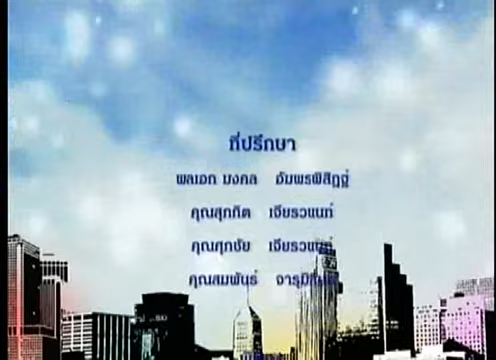 ที่ปรึกษา
พลเอก มงคล อัมพรพิสิฏฐ์
คุณสุภกิต เจียรวนนท์
คุณศุภชัย เจียรวนนท์
คุณสมพันธ์